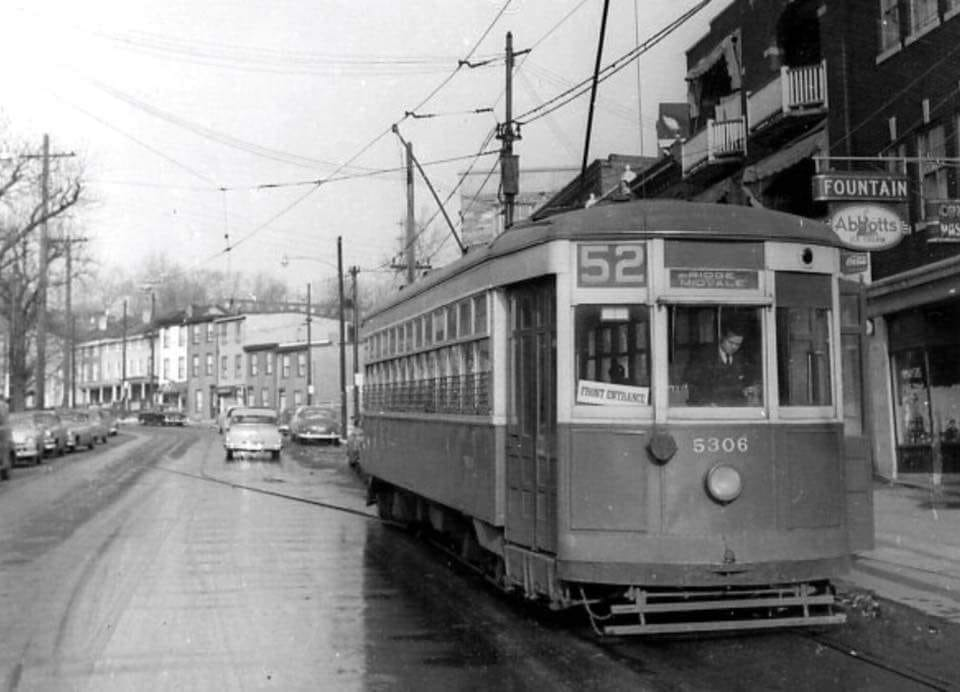 52
RIDGE
MIDVALE
FRONT ENTRANCE
5306
FOUNTAIN
Abbotts